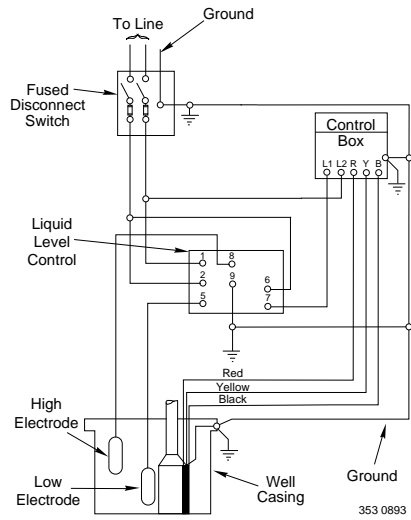 To Line
Ground
Fused
Disconnect
Switch
Control
Box
L1 L2 R Y B
Liquid
Level
Control
1
8
2
9
6
5
7
Red
Yellow
Black
High
Electrode
Low
Electrode
Well
Casing
Ground
353 0893